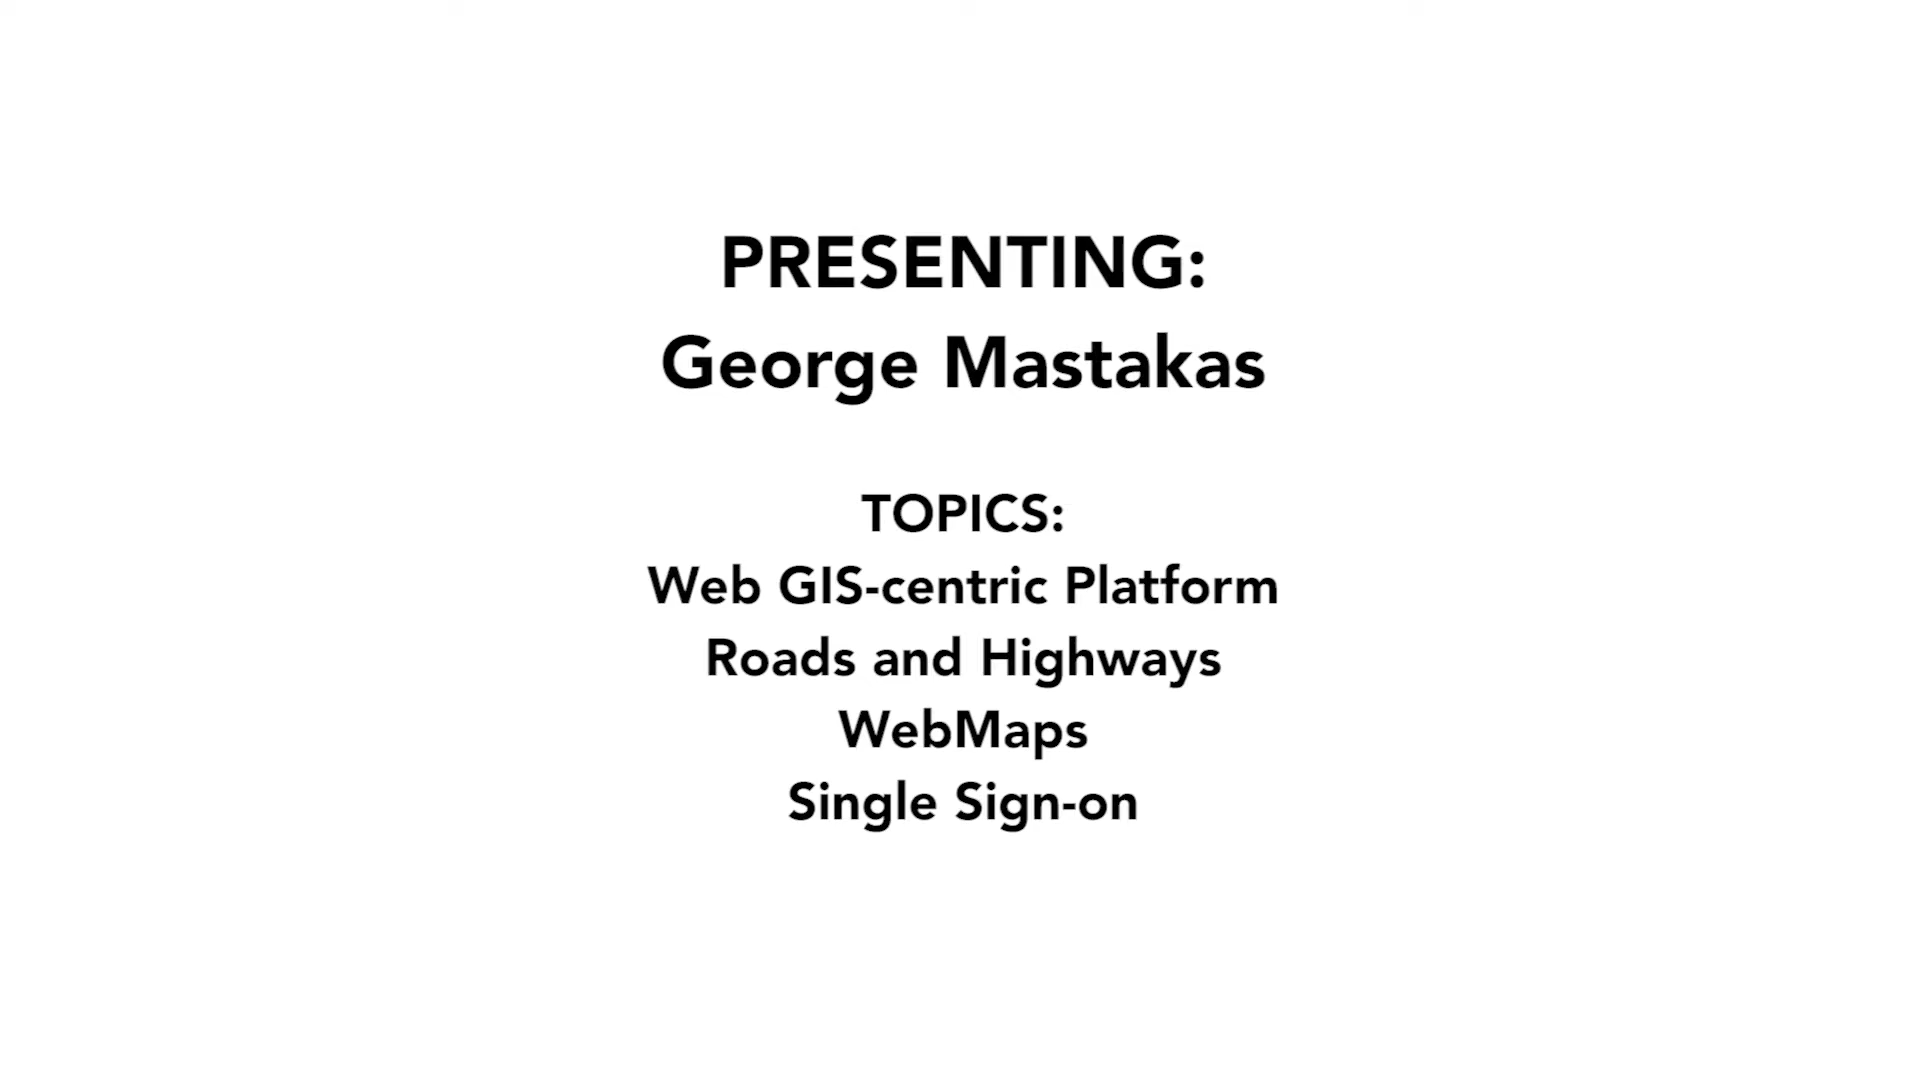 PRESENTING:
George Mastakas
TOPICS:
Web GIS-centric Platform
Roads and Highways
WebMaps
Single Sign-on